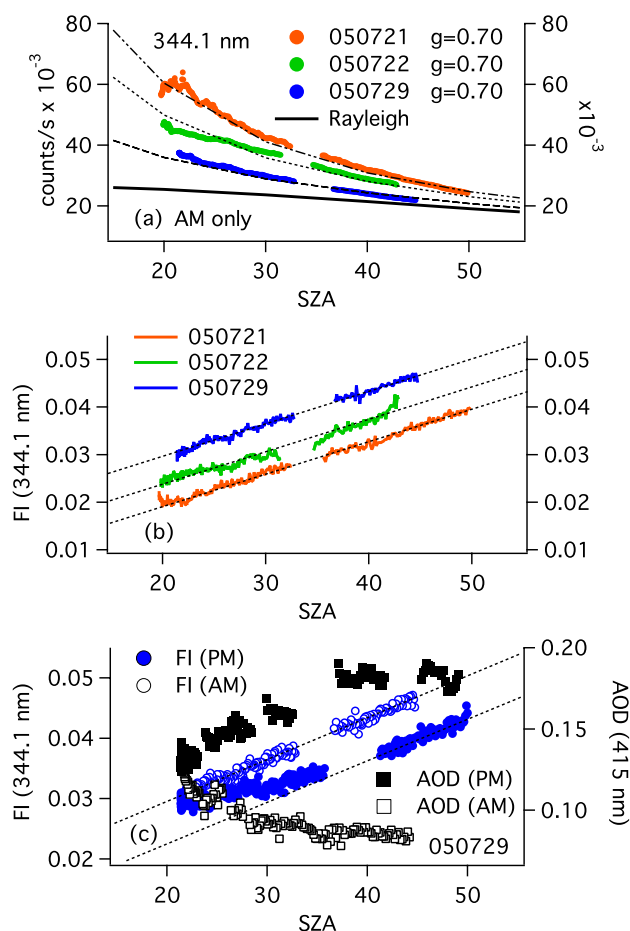 80
60
40
20
counts/s x 10⁻³
344.1 nm
050721 g=0.70
050722 g=0.70
050729 g=0.70
Rayleigh
(a) AM only
80
60
40
20
x10⁻³
20 30 40 50
SZA
050721
050722
050729
0.05
0.04
0.03
0.02
0.01
FI (344.1 nm)
(b)
0.05
0.04
0.03
0.02
0.01
20 30 40 50
SZA
FI (PM)
FI (AM)
0.05
0.04
0.03
0.02
FI (344.1 nm)
0.20
0.15
0.10
AOD (415 nm)
AOD (PM)
AOD (AM)
(c)
050729
20 30 40 50
SZA